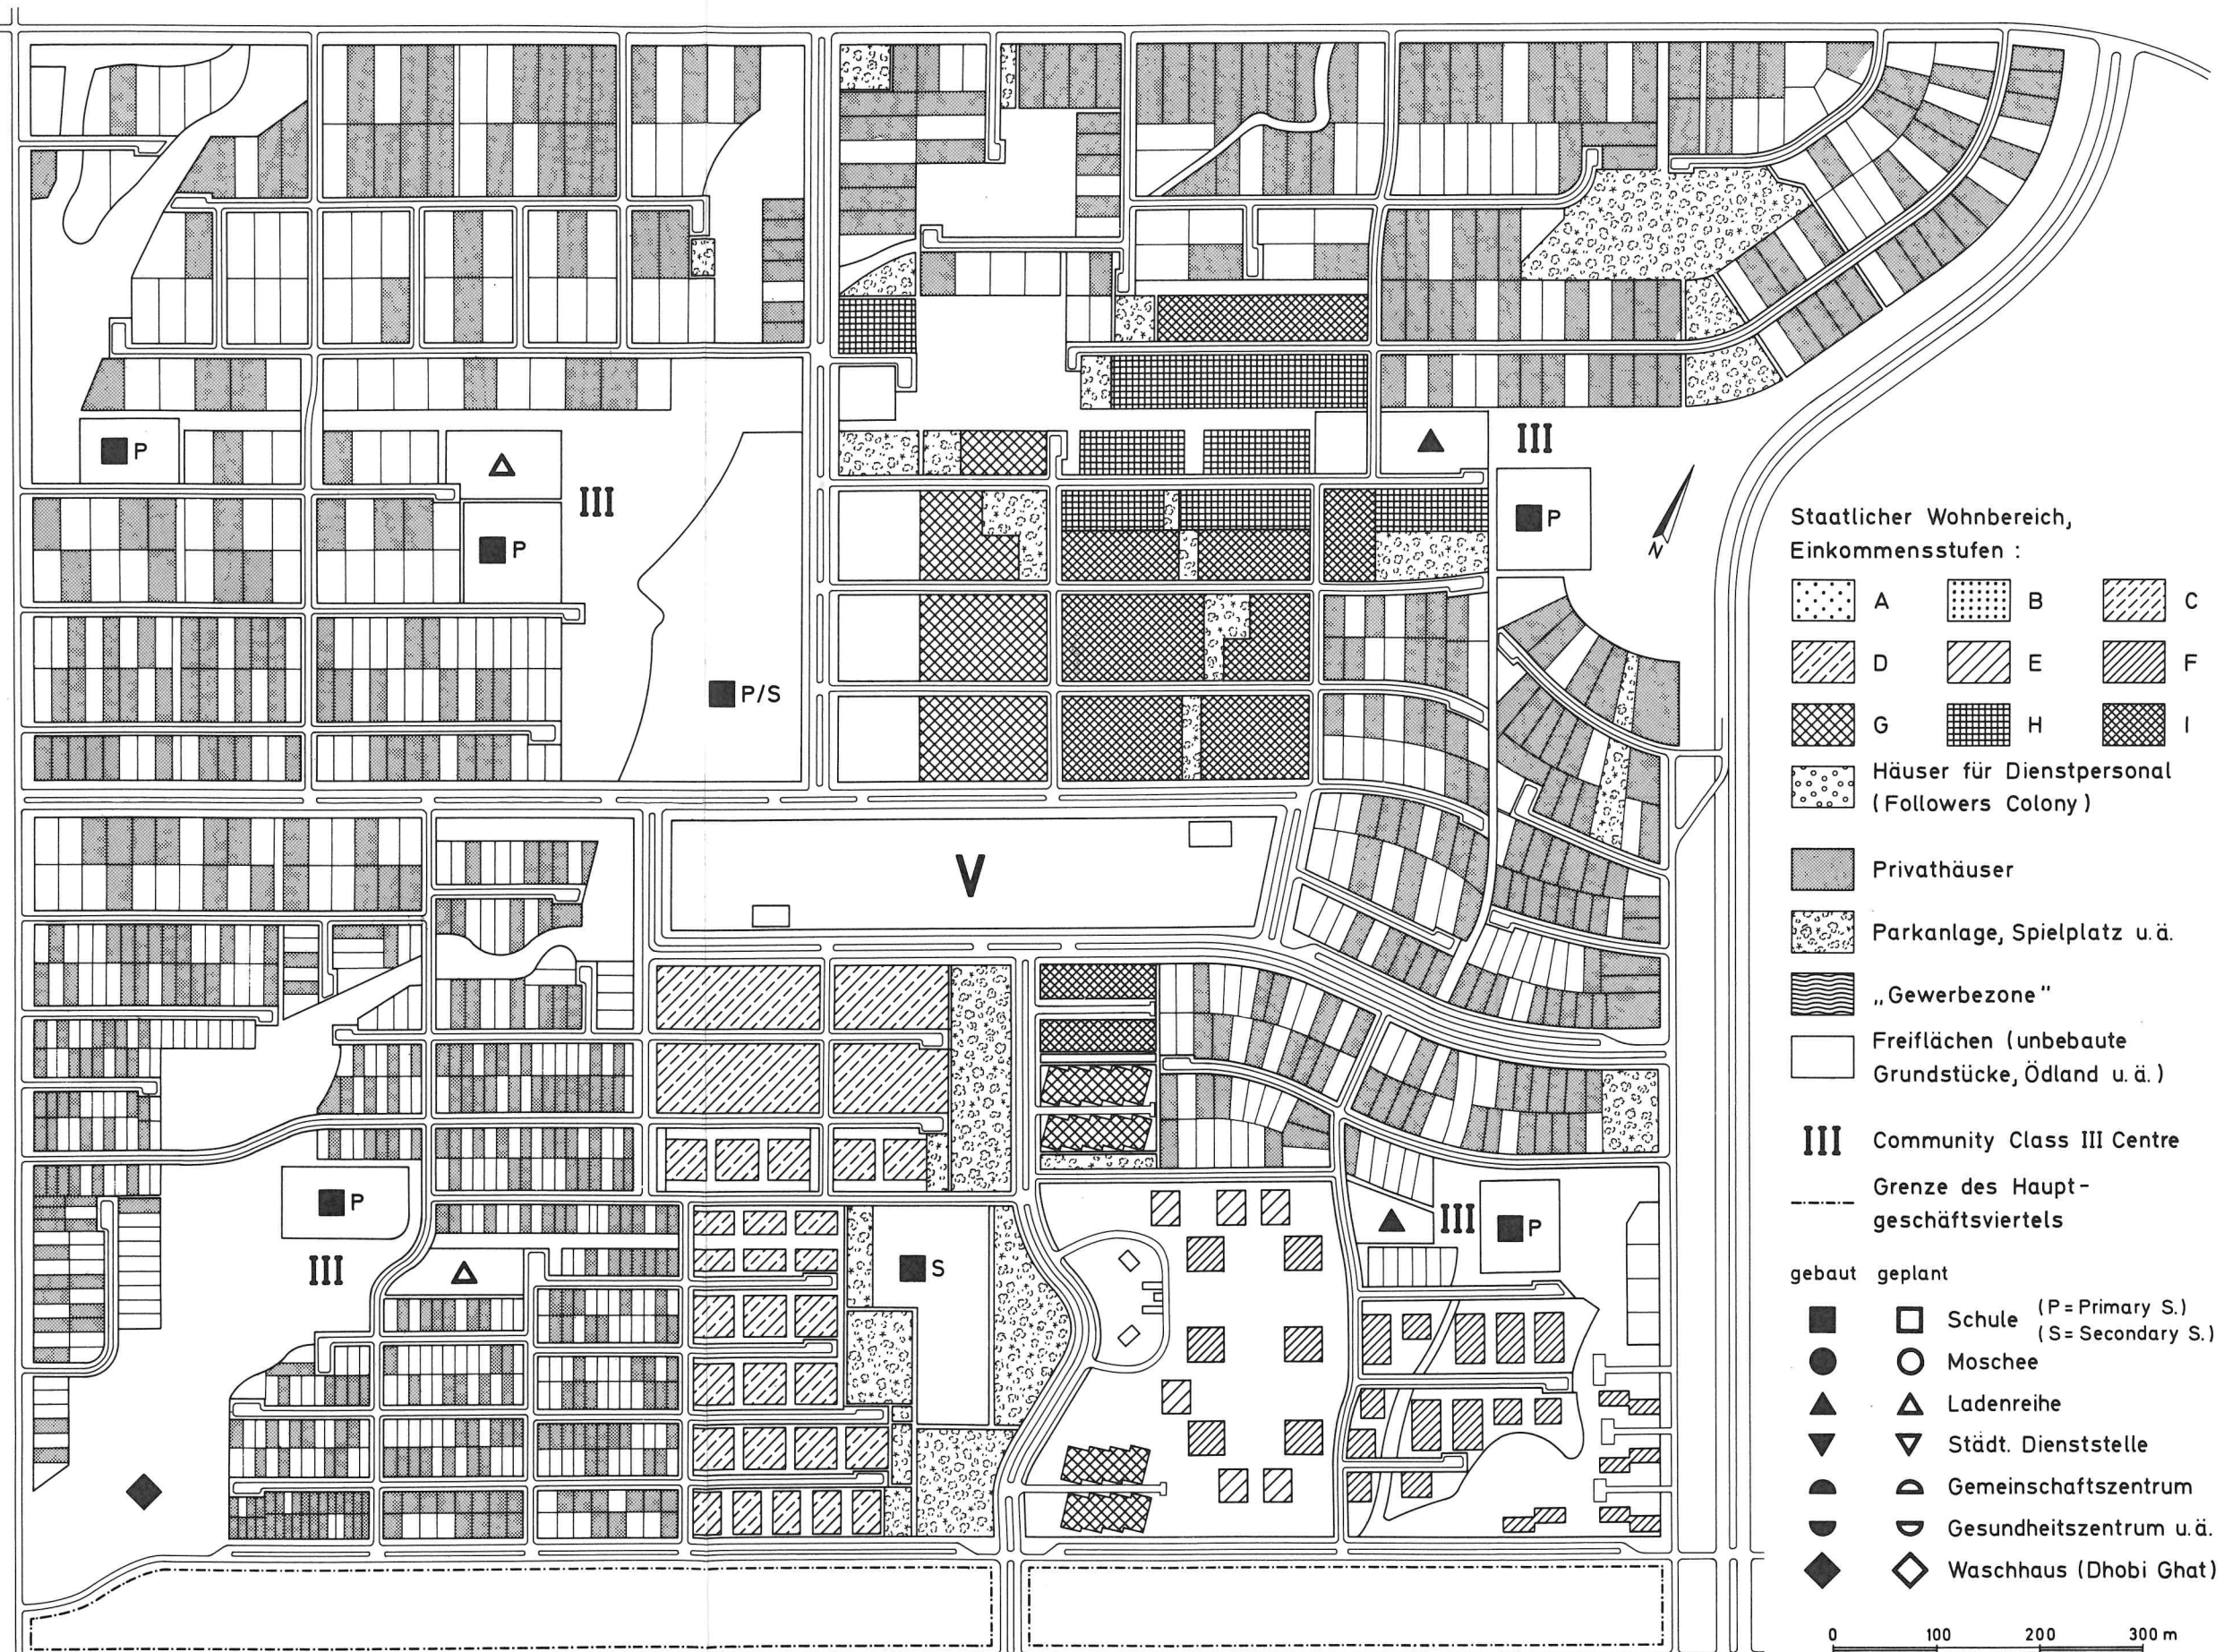 P
III
P
P/S
III
P
V
P
III
S
III
P
N
Staatlicher Wohnbereich,
Einkommensstufen :
A B C
D E F
G H I
Häuser für Dienstpersonal
(Followers Colony)
Privathäuser
Parkanlage, Spielplatz u.ä.
„Gewerbezone"
Freiflächen (unbebaute
Grundstücke, Ödland u.ä.)
III Community Class III Centre
Grenze des Haupt-
geschäftsviertels
gebaut geplant
Schule (P = Primary S.)
(S = Secondary S.)
Moschee
Ladenreihe
Städt. Dienststelle
Gemeinschaftszentrum
Gesundheitszentrum u.ä.
Waschhaus (Dhobi Ghat)
0 100 200 300 m